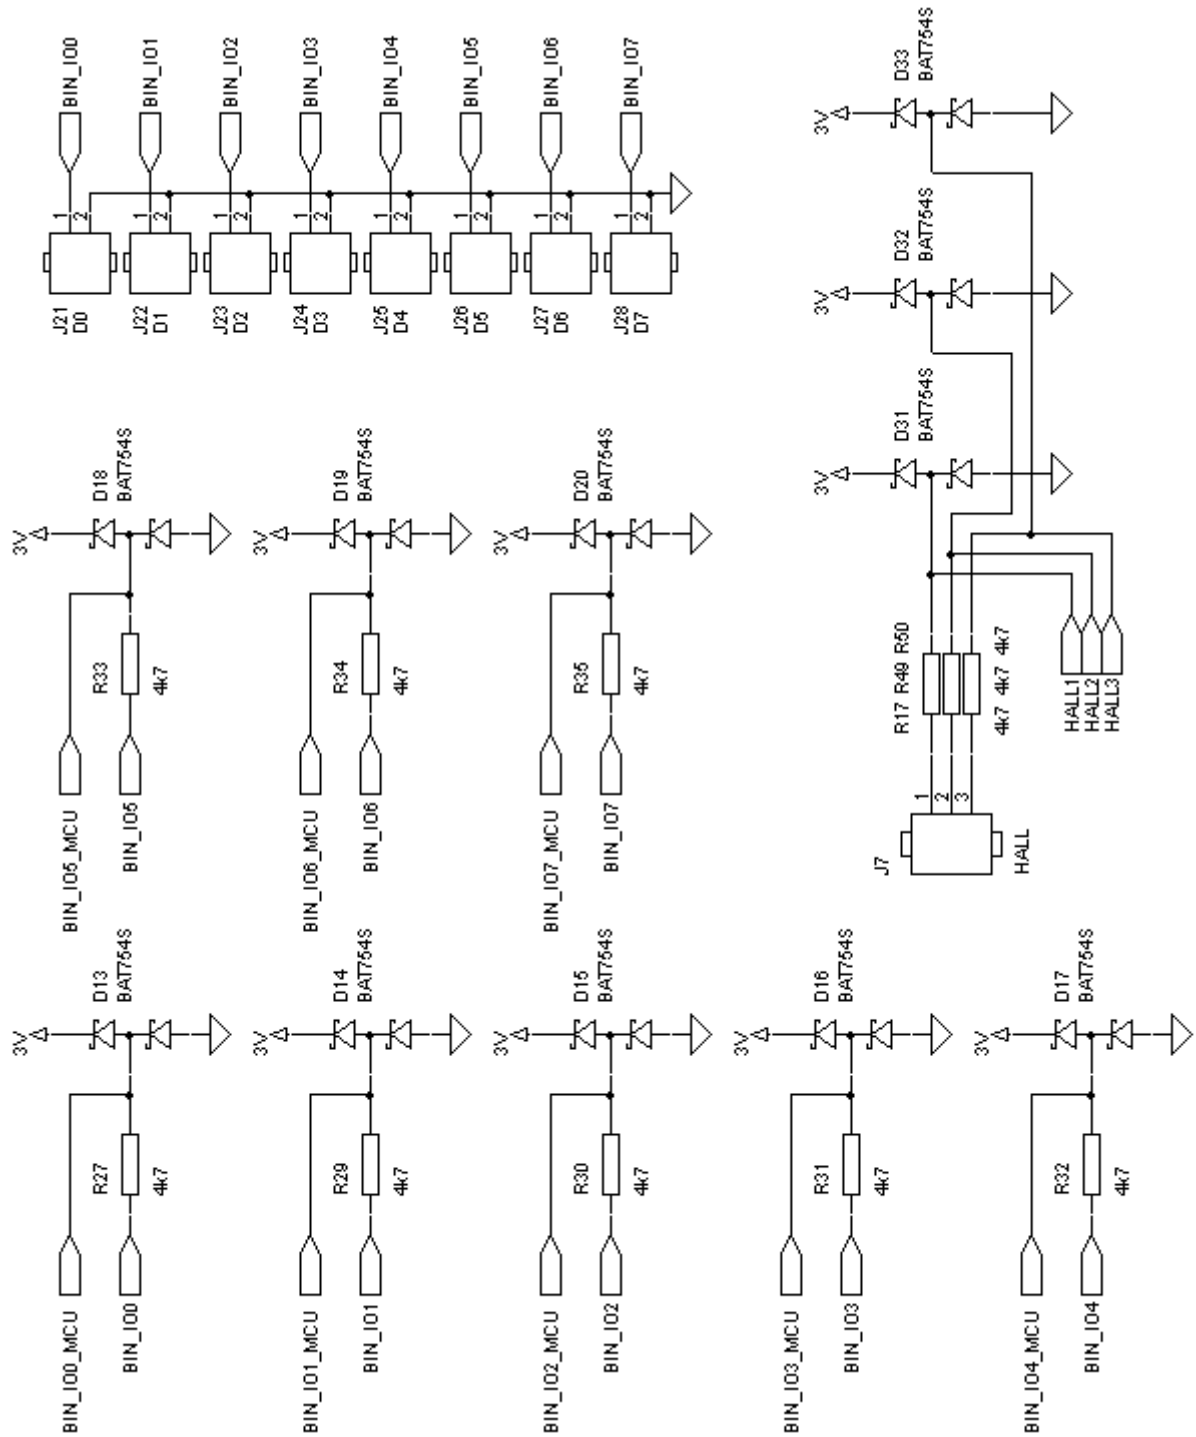 BIN_IO0
BIN_IO1
BIN_IO2
BIN_IO3
BIN_IO4
BIN_IO5
BIN_IO6
BIN_IO7
1
2
1
2
1
2
1
2
1
2
1
2
1
2
1
2
J21
D0
J22
D1
J23
D2
J24
D3
J25
D4
J26
D5
J27
D6
J28
D7
3V
D33
BAT754S
3V
D32
BAT754S
3V
D31
BAT754S
R17 R49 R50
4k7 4k7 4k7
HALL1
HALL2
HALL3
1
2
3
J7
HALL
3V
D18
BAT754S
R33
4k7
BIN_IO5_MCU
BIN_IO5
3V
D19
BAT754S
R34
4k7
BIN_IO6_MCU
BIN_IO6
3V
D20
BAT754S
R35
4k7
BIN_IO7_MCU
BIN_IO7
3V
D13
BAT754S
R27
4k7
BIN_IO0_MCU
BIN_IO0
3V
D14
BAT754S
R29
4k7
BIN_IO1_MCU
BIN_IO1
3V
D15
BAT754S
R30
4k7
BIN_IO2_MCU
BIN_IO2
3V
D16
BAT754S
R31
4k7
BIN_IO3_MCU
BIN_IO3
3V
D17
BAT754S
R32
4k7
BIN_IO4_MCU
BIN_IO4